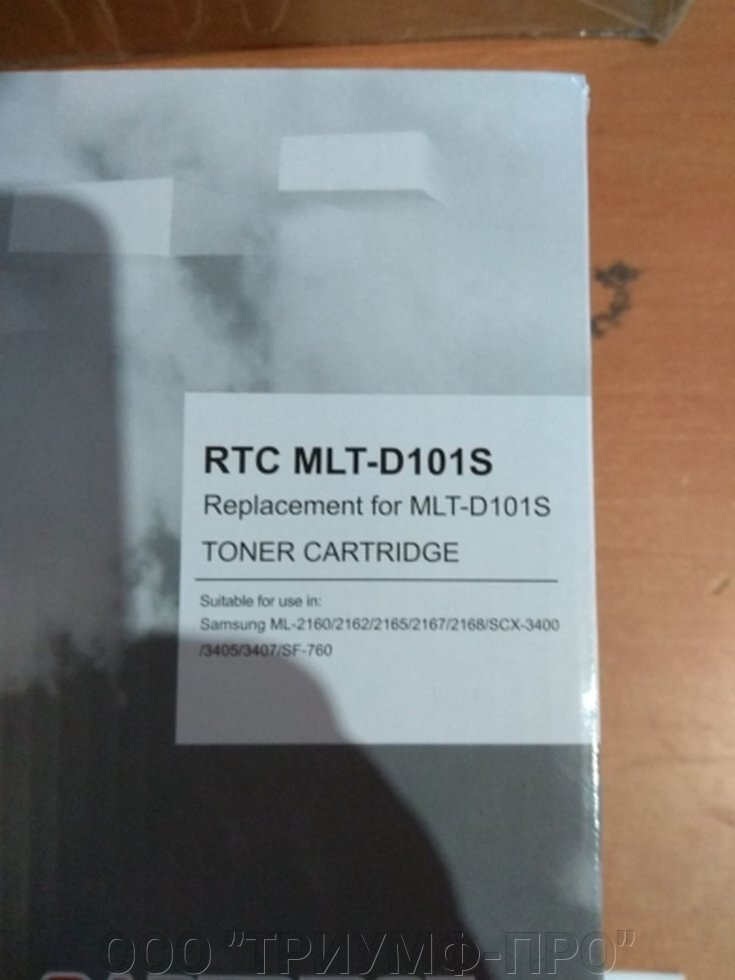 RTC MLT-D101S
Replacement for MLT-D101S
TONER CARTRIDGE
Suitable for use in:
Samsung ML-2160/2162/2165/2167/2168/SCX-3400
/3405/3407/SF-760
ООО "ТРИУМФ-ПРО"